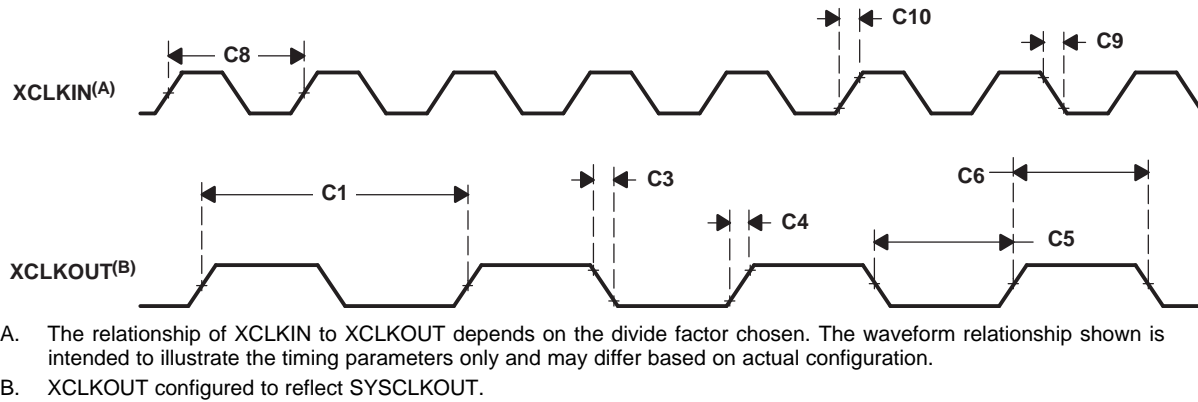 C10
C8
C9
XCLKIN(A)
C3
C6
C1
C4
C5
XCLKOUT(B)
A. The relationship of XCLKIN to XCLKOUT depends on the divide factor chosen. The waveform relationship shown is
intended to illustrate the timing parameters only and may differ based on actual configuration.
B. XCLKOUT configured to reflect SYSCLKOUT.